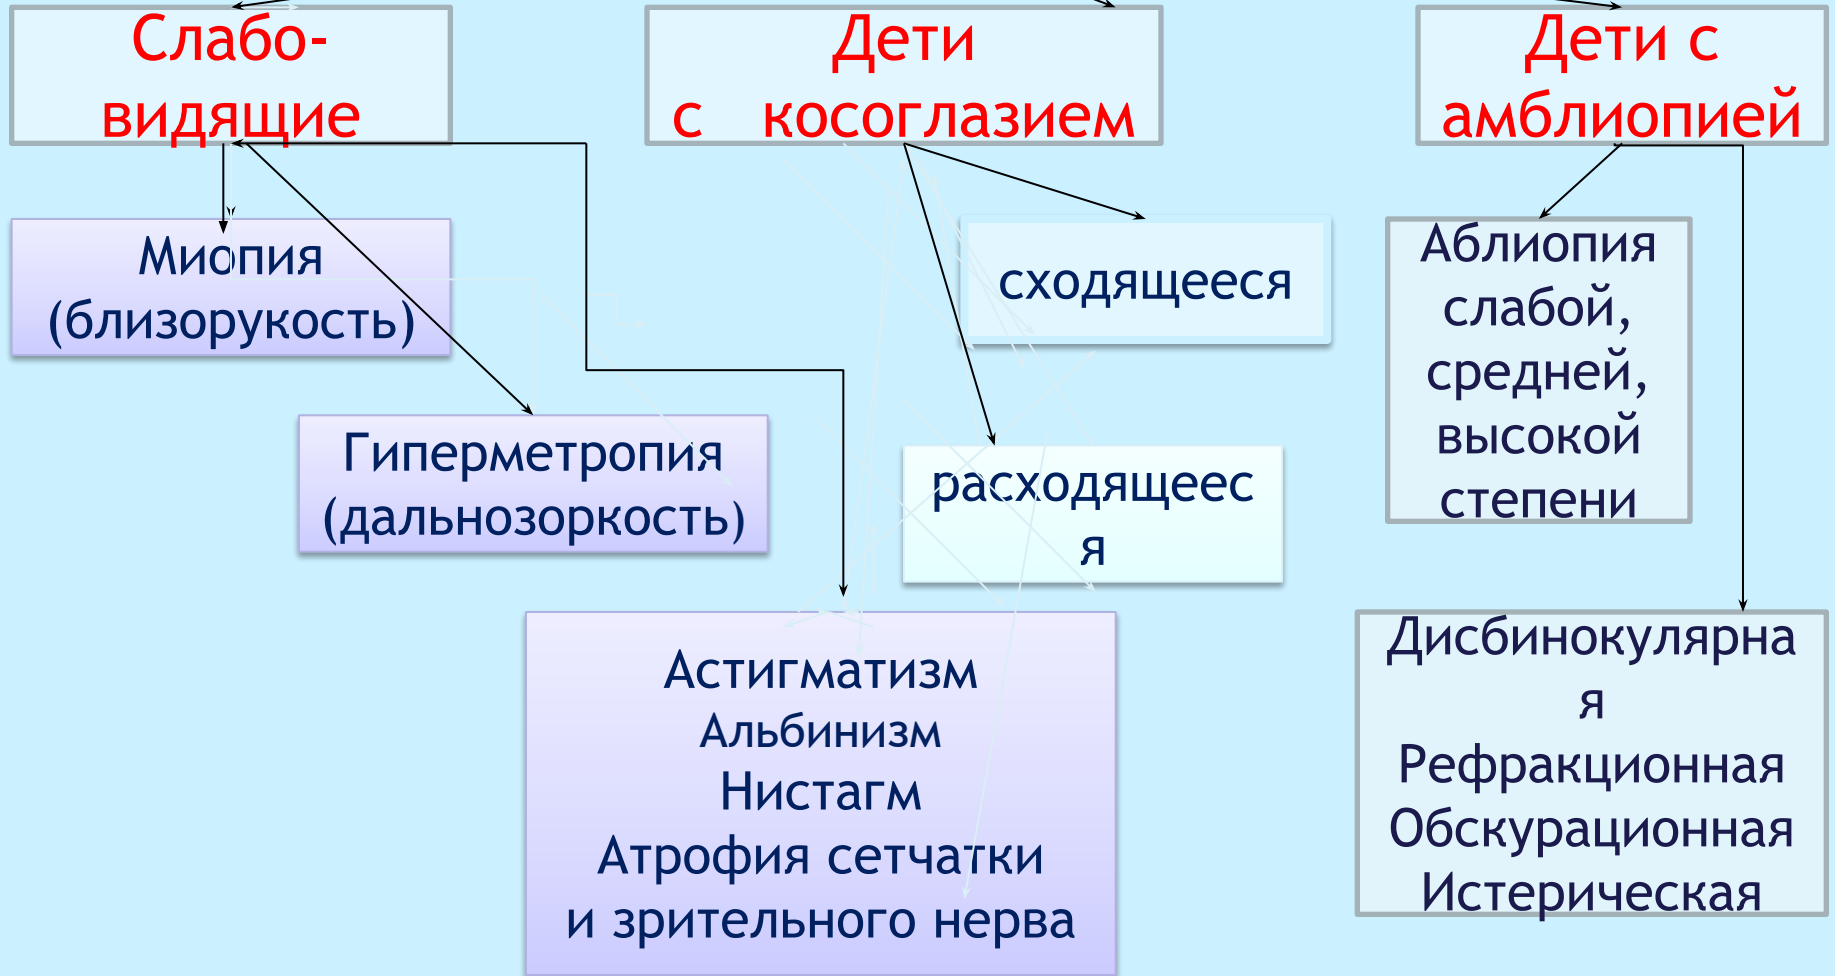 Слабо-
видящие
Дети
с косоглазием
Дети с
амблиопией
Миопия
(близорукость)
Гиперметропия
(дальнозоркость)
Астигматизм
Альбинизм
Нистагм
Атрофия сетчатки
и зрительного нерва
сходящееся
расходящеес
я
Аблиопия
слабой,
средней,
высокой
степени
Дисбинокулярна
я
Рефракционная
Обскурационная
Истерическая